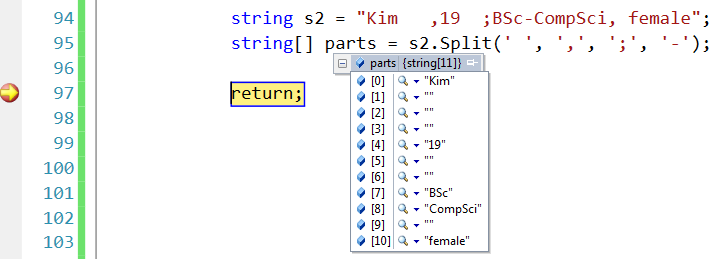 94 string s2 = "Kim   ,19  ;BSc-CompSci, female";
95 string[] parts = s2.Split(' ', ',', ';', '-');
96 parts {string[11]}
[0] "Kim"
97 return; [1] ""
[2] ""
98 [3] ""
99 [4] "19"
[5] ""
100 [6] ""
101 [7] "BSc"
102 [8] "CompSci"
[9] ""
103 [10] "female"